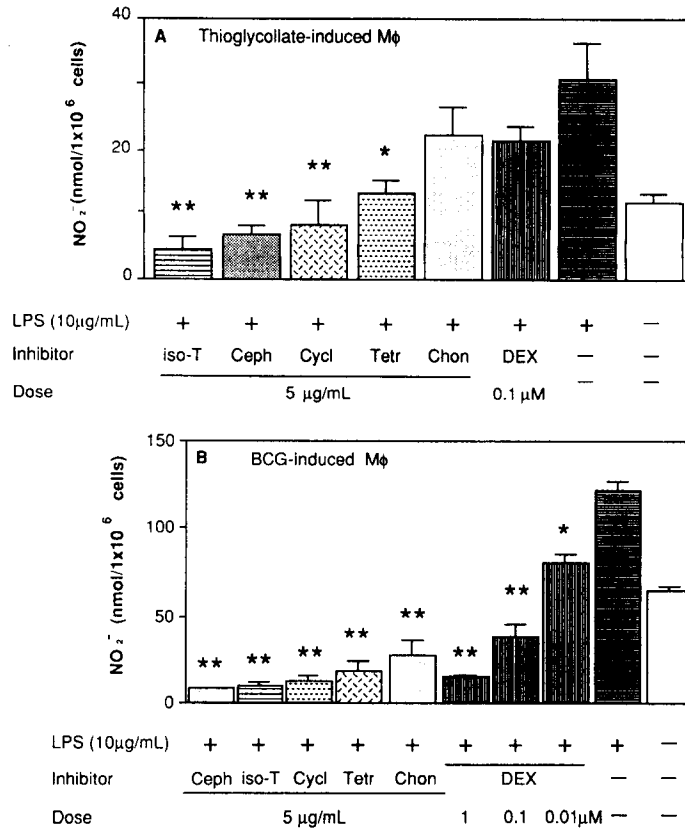 A Thioglycollate-induced Mϕ
40
20
0
NO₂⁻ (nmol/1x10⁶ cells)
** ** ** *
LPS (10µg/mL) + + + + + + + −
Inhibitor iso-T Ceph Cycl Tetr Chon DEX − −
Dose 5 µg/mL 0.1 µM − −
B BCG-induced Mϕ
150
100
50
0
NO₂⁻ (nmol/1x10⁶ cells)
** ** ** ** ** ** ** *
LPS (10µg/mL) + + + + + + + + + −
Inhibitor Ceph iso-T Cycl Tetr Chon DEX − −
Dose 5 µg/mL 1 0.1 0.01µM − −